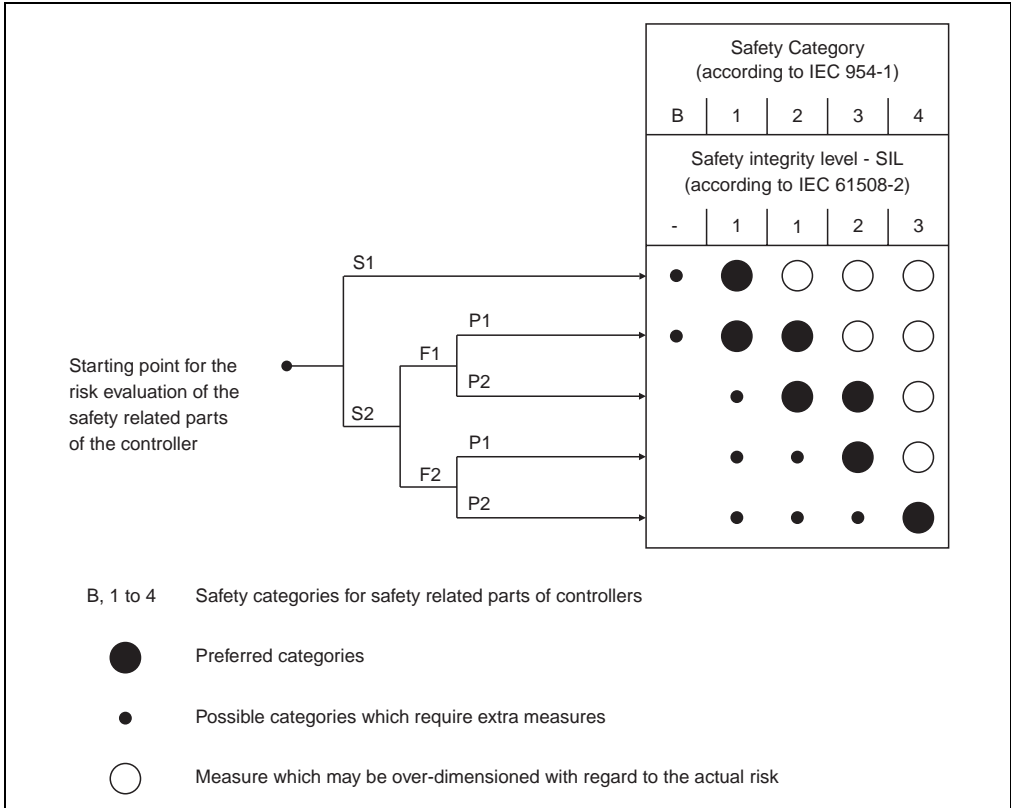 Safety Category
(according to IEC 954-1)
B 1 2 3 4
Safety integrity level - SIL
(according to IEC 61508-2)
- 1 1 2 3
S1
P1
F1
P2
Starting point for the
risk evaluation of the
safety related parts
of the controller
S2
P1
F2
P2
B, 1 to 4 Safety categories for safety related parts of controllers
Preferred categories
Possible categories which require extra measures
Measure which may be over-dimensioned with regard to the actual risk